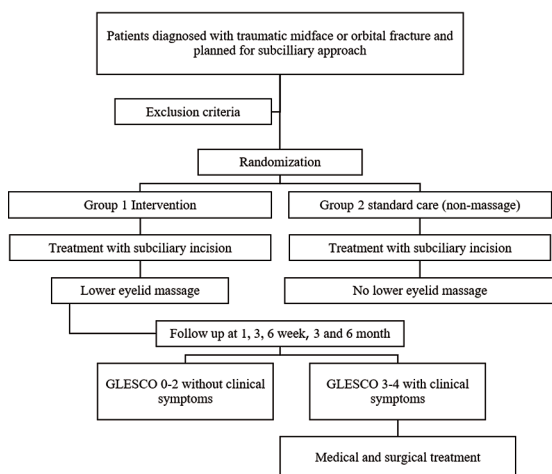 Patients diagnosed with traumatic midface or orbital fracture and
planned for subcilliary approach
Exclusion criteria
Randomization
Group 1 Intervention
Group 2 standard care (non-massage)
Treatment with subciliary incision
Treatment with subciliary incision
Lower eyelid massage
No lower eyelid massage
Follow up at 1, 3, 6 week, 3 and 6 month
GLESCO 0-2 without clinical
symptoms
GLESCO 3-4 with clinical
symptoms
Medical and surgical treatment